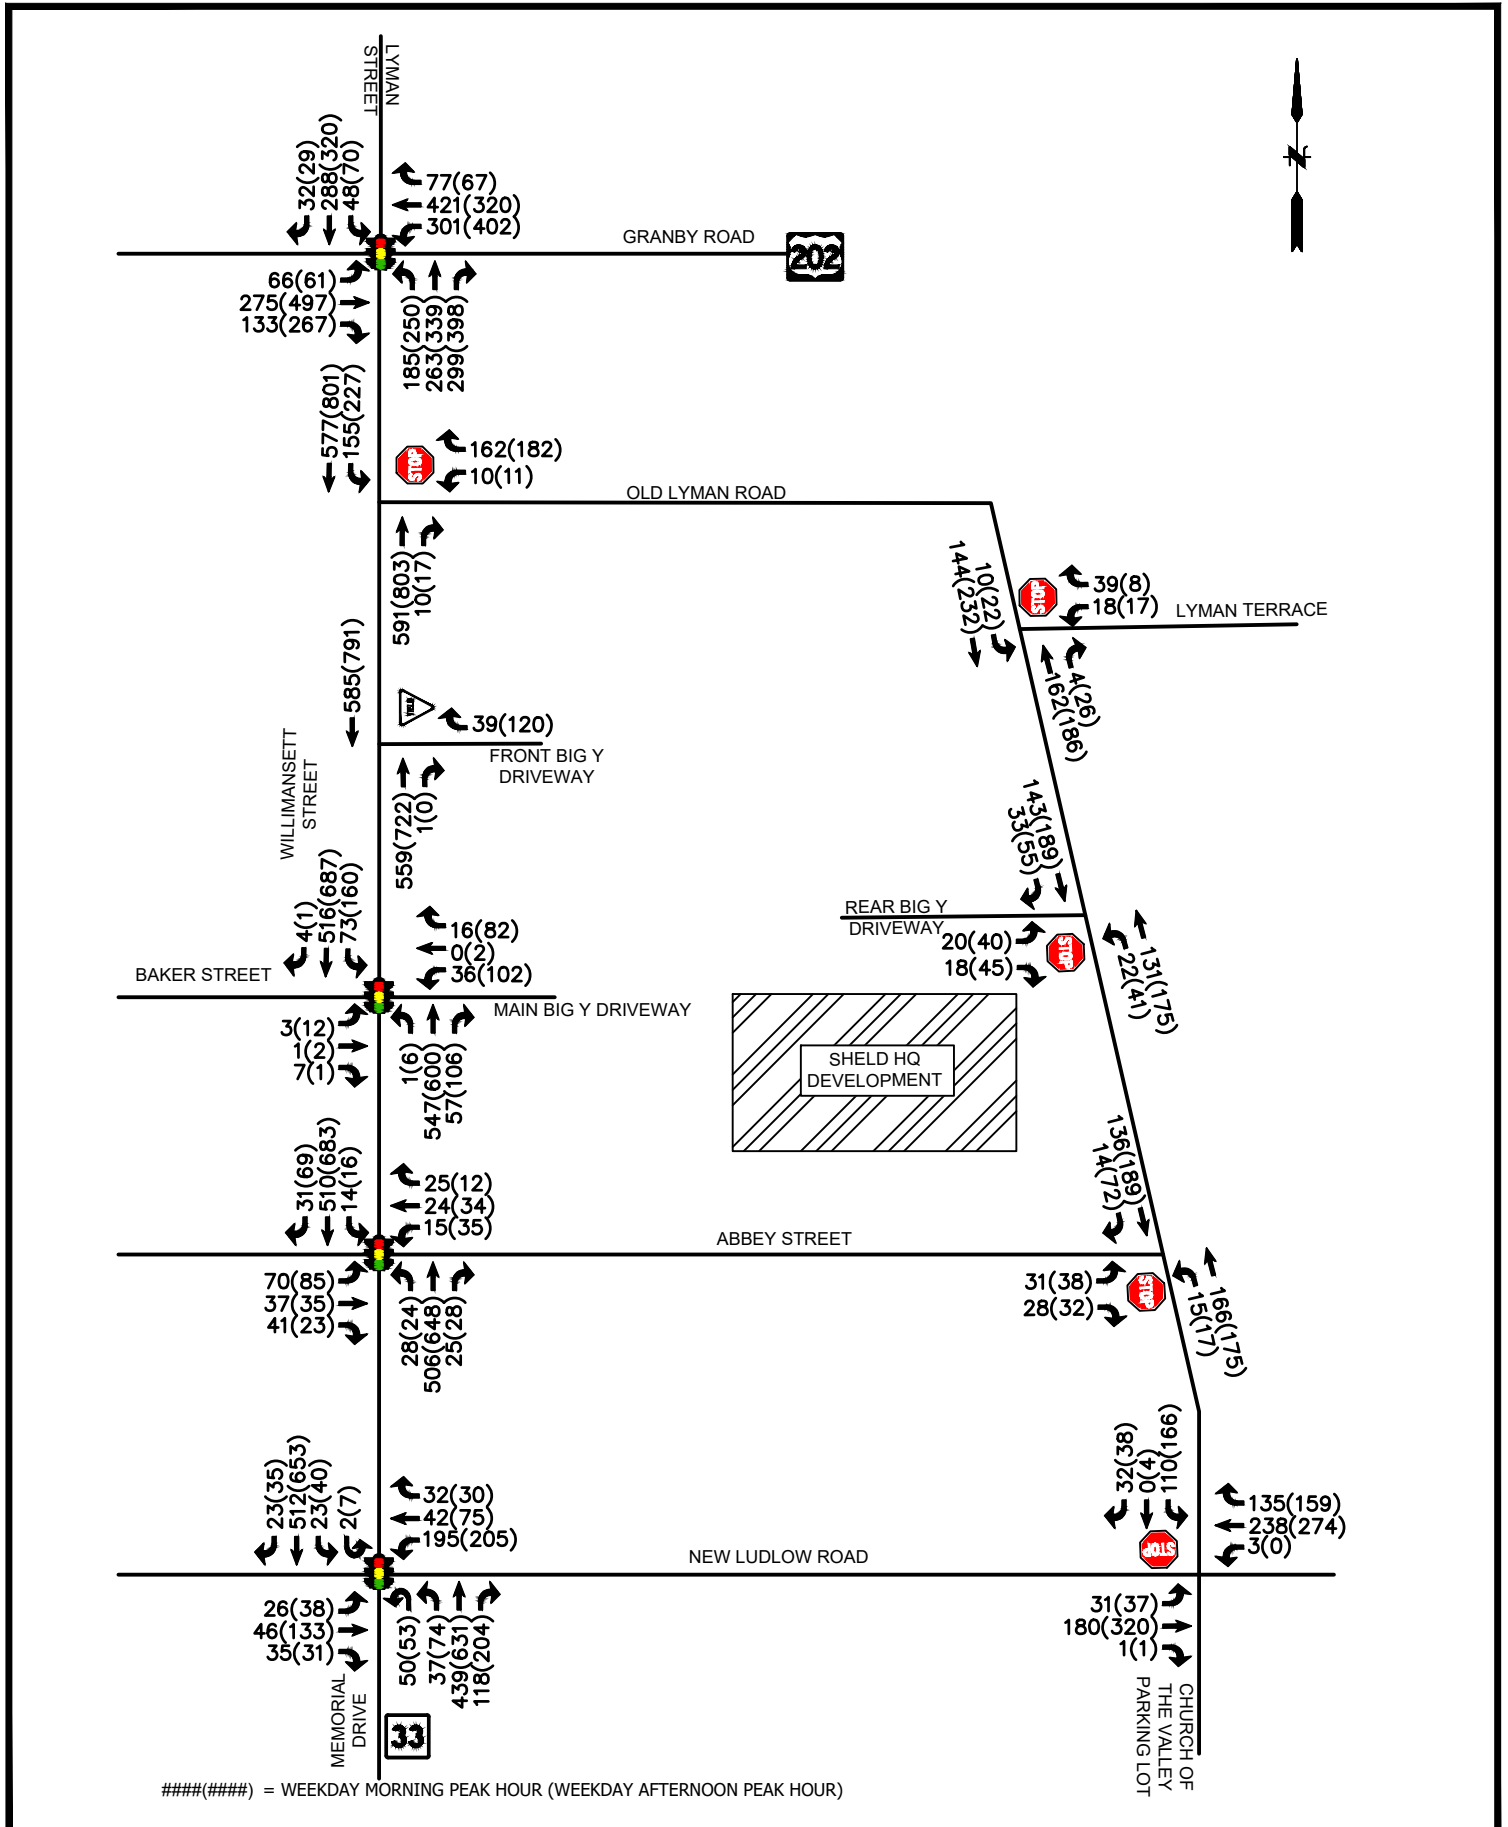 LYMAN
STREET
32(29)
288(320)
48(70)
77(67)
421(320)
301(402)
GRANBY ROAD
202
66(61)
275(497)
133(267)
185(250)
263(339)
299(398)
577(801)
155(227)
STOP
162(182)
10(11)
OLD LYMAN ROAD
591(803)
10(17)
10(22)
144(232)
STOP
39(8)
18(17)
LYMAN TERRACE
4(26)
162(186)
585(791)
YIELD
39(120)
FRONT BIG Y
DRIVEWAY
WILLIMANSETT
STREET
559(722)
1(0)
143(189)
33(55)
REAR BIG Y
DRIVEWAY
20(40)
18(45)
STOP
131(175)
22(41)
4(1)
516(687)
73(160)
16(82)
0(2)
36(102)
BAKER STREET
MAIN BIG Y DRIVEWAY
3(12)
1(2)
7(1)
1(6)
547(600)
57(106)
SHELD HQ
DEVELOPMENT
31(69)
510(683)
14(16)
25(12)
24(34)
15(35)
136(189)
14(72)
ABBEY STREET
70(85)
37(35)
41(23)
28(24)
506(648)
25(28)
31(38)
28(32)
STOP
166(175)
15(17)
23(35)
512(653)
23(40)
2(7)
32(30)
42(75)
195(205)
32(38)
0(4)
110(166)
STOP
135(159)
238(274)
3(0)
NEW LUDLOW ROAD
26(38)
46(133)
35(31)
50(53)
37(74)
439(631)
118(204)
31(37)
180(320)
1(1)
MEMORIAL
DRIVE
33
CHURCH OF
THE VALLEY
PARKING LOT
####(####) = WEEKDAY MORNING PEAK HOUR (WEEKDAY AFTERNOON PEAK HOUR)
N